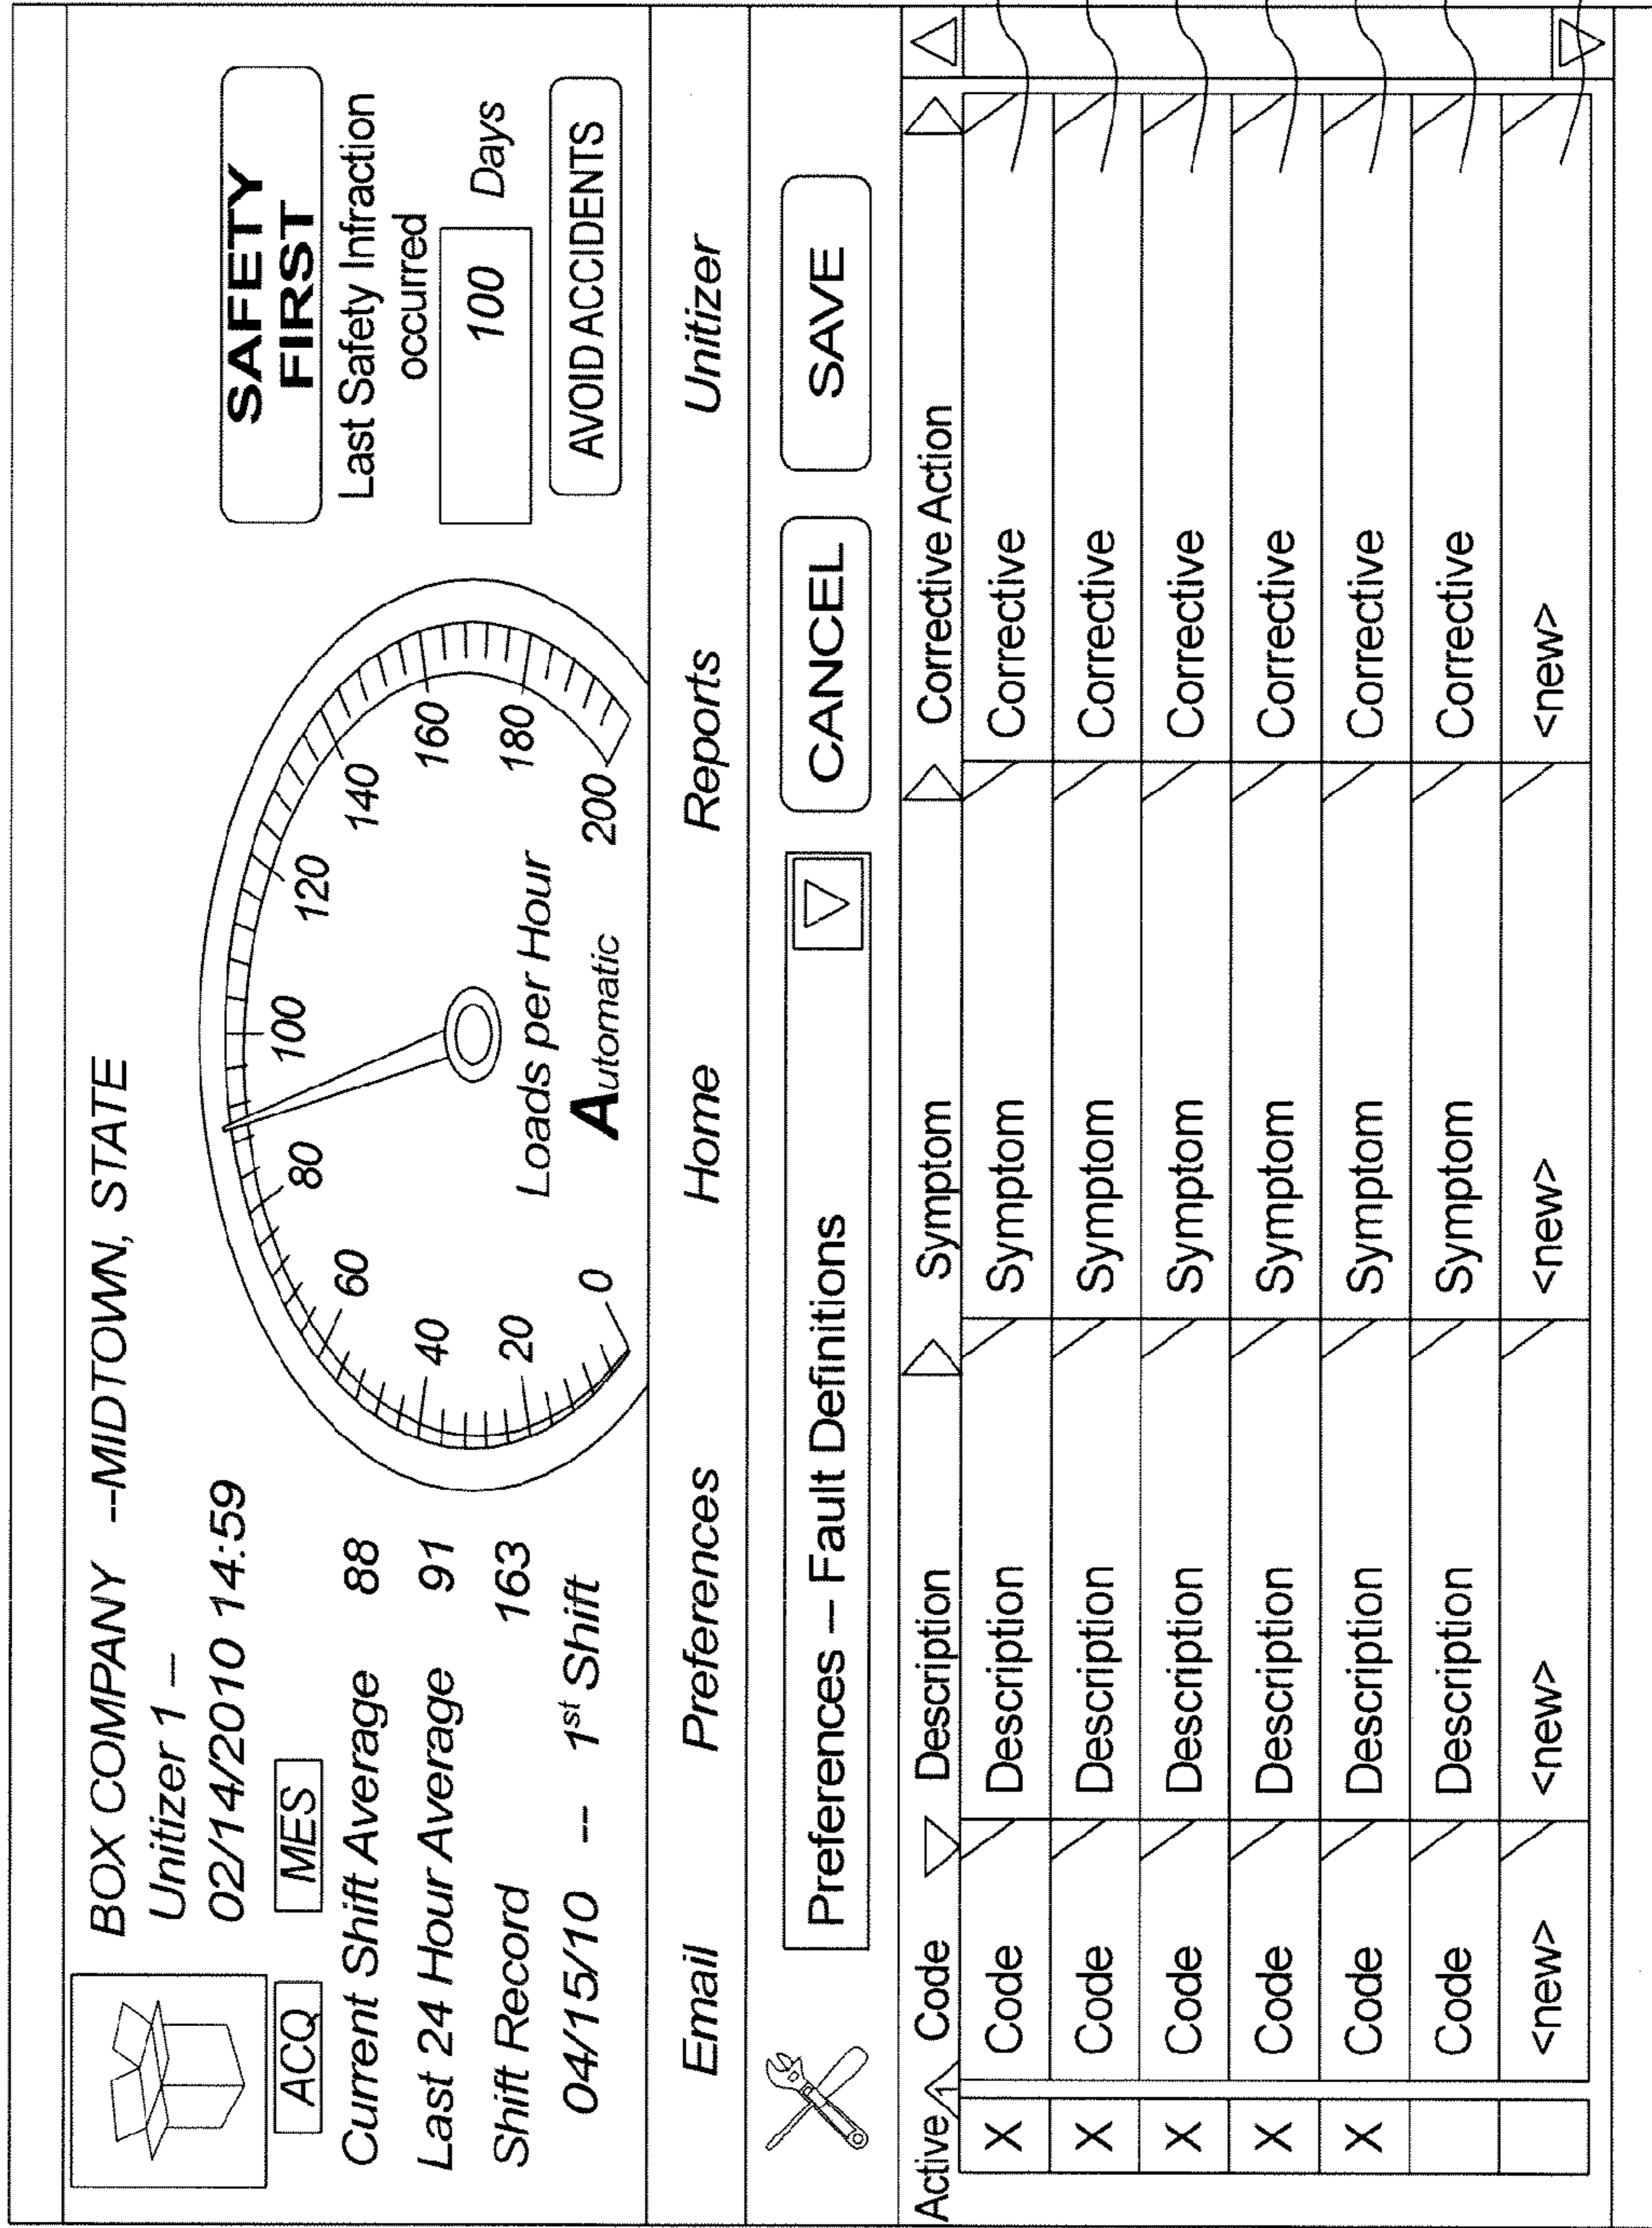 BOX COMPANY --MIDTOWN, STATE
Unitizer 1 –
02/14/2010 14:59
ACQ MES
Current Shift Average 88
Last 24 Hour Average 91
Shift Record 163
04/15/10 -- 1st Shift
0 20 40 60 80 100 120 140 160 180 200
Loads per Hour
Automatic
SAFETY
FIRST
Last Safety Infraction
occurred
100 Days
AVOID ACCIDENTS
Email Preferences Home Reports Unitizer
Preferences – Fault Definitions CANCEL SAVE
Active Code Description Symptom Corrective Action
X Code Description Symptom Corrective
X Code Description Symptom Corrective
X Code Description Symptom Corrective
X Code Description Symptom Corrective
X Code Description Symptom Corrective
Code Description Symptom Corrective
<new> <new> <new> <new>